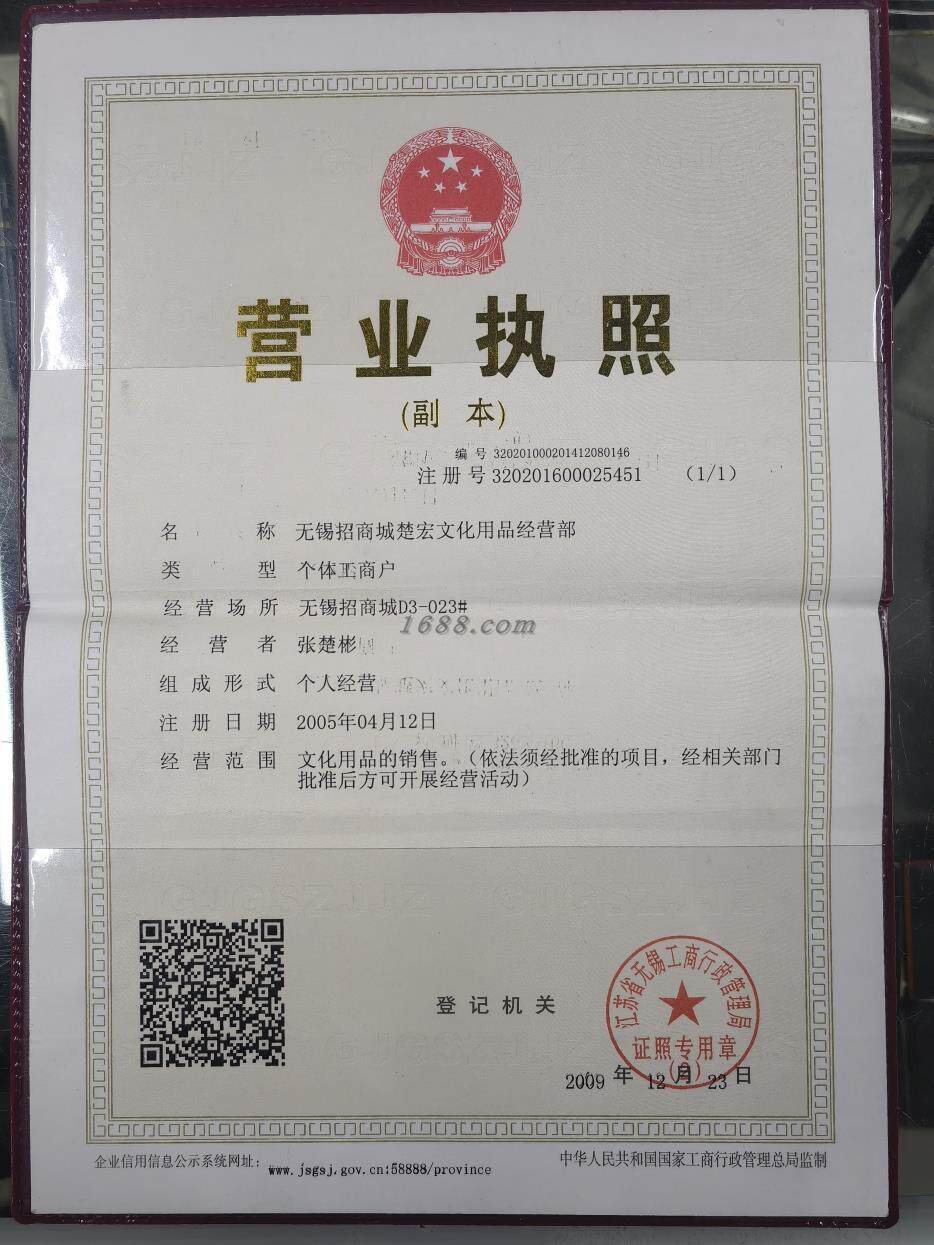 营业执照
(副 本)
编 号 320201000201412080146
注 册 号 320201600025451 （1/1）
名 称 无锡招商城楚宏文化用品经营部
类 型 个体工商户
经 营 场 所 无锡招商城D3-023#
1688.com
经 营 者 张楚彬
组 成 形 式 个人经营
注 册 日 期 2005年04月12日
经 营 范 围 文化用品的销售。（依法须经批准的项目，经相关部门
批准后方可开展经营活动）
GJGSZJJZ GJGSZJJZ
登 记 机 关
江苏省无锡工商行政管理局
证照专用章
(2)
2009 年 12 月 23 日
企业信用信息公示系统网址： www.jsgsj.gov.cn:58888/province
中华人民共和国国家工商行政管理总局监制